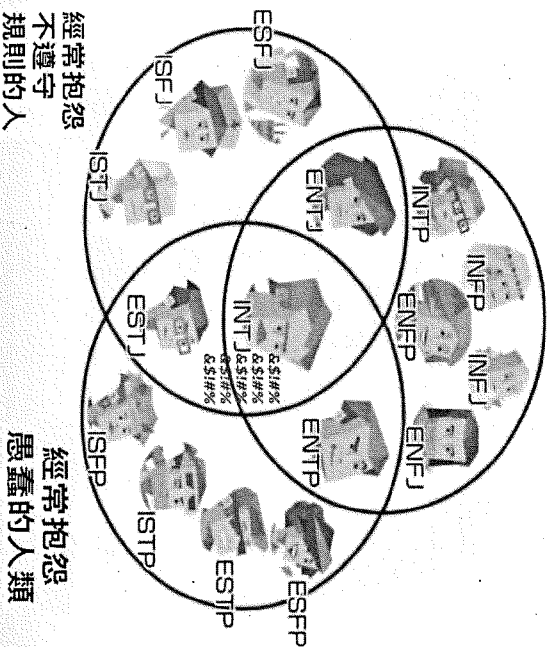 INFP
INFJ
INTP
ENFP
ENFJ
ENTJ
ENTP
ESFJ
ESFP
INTJ
&$!#%
&$!#%
&$!#%
&$!#%
&$!#%
ESTP
ISFJ
ISTP
ESTJ
ISTJ
ISFP
經常抱怨
不遵守
規則的人
經常抱怨
愚蠢的人類